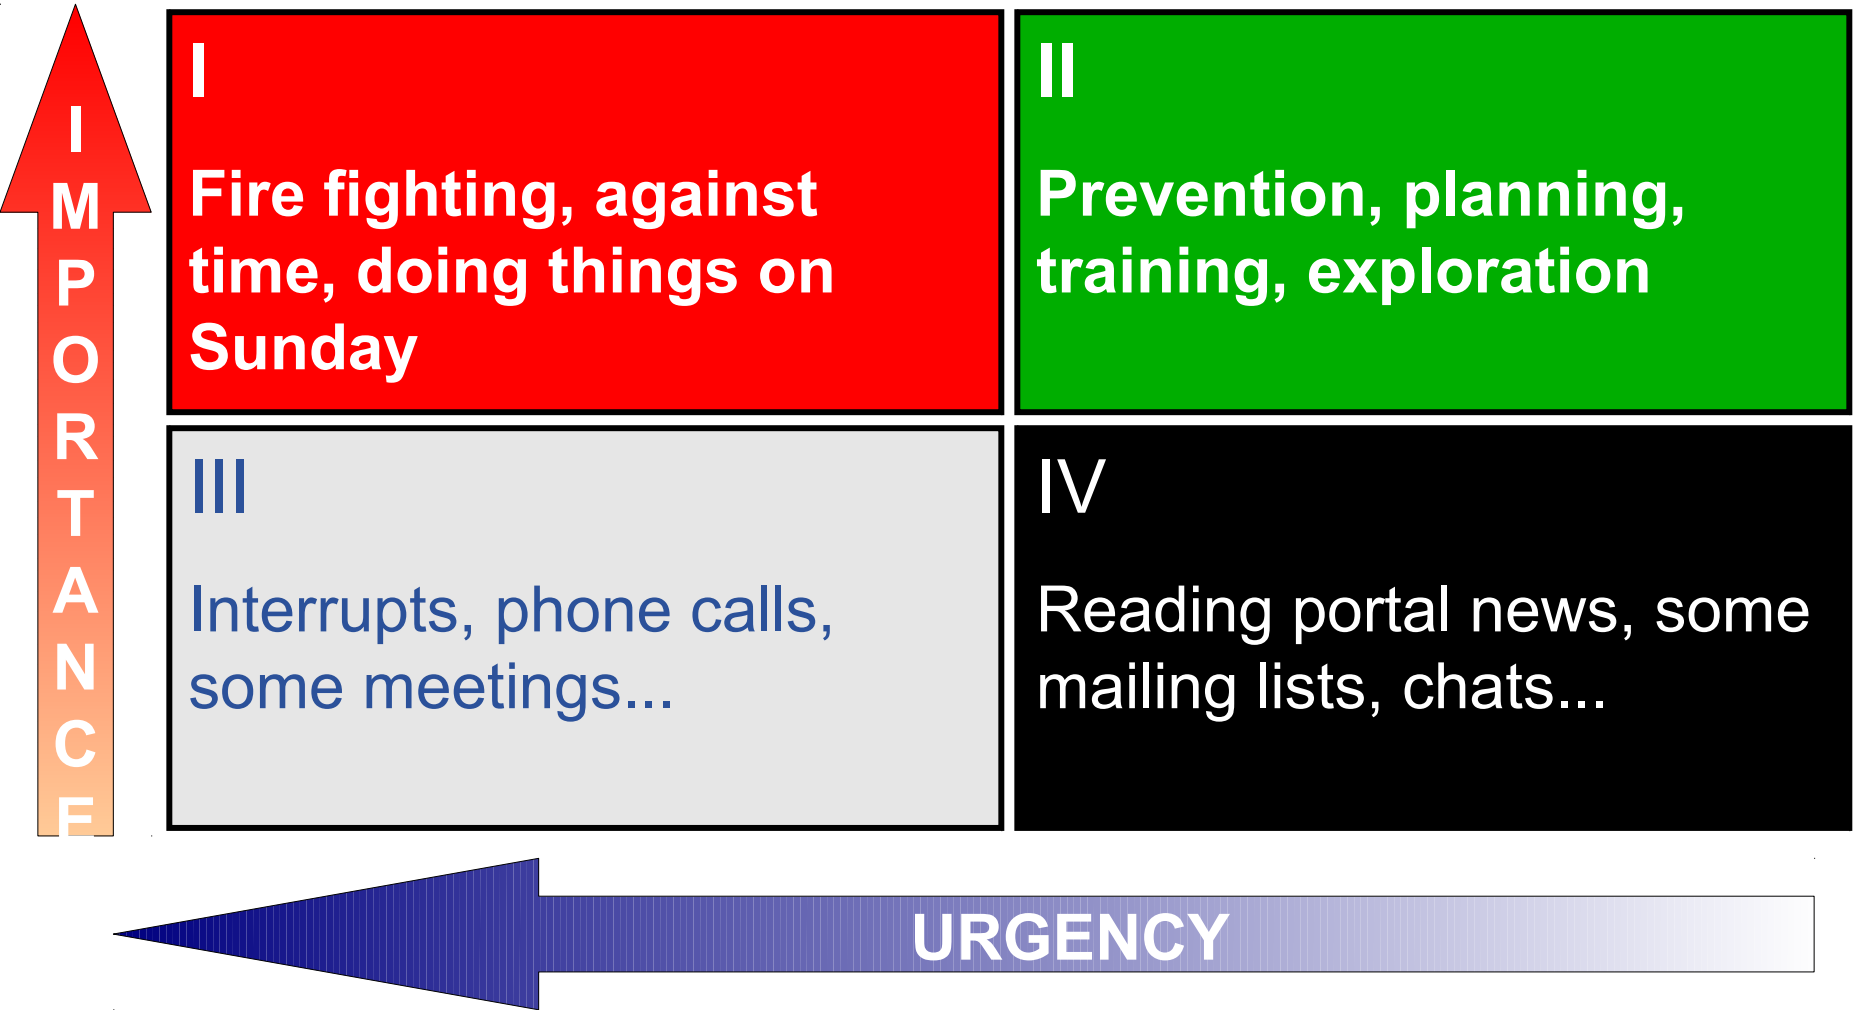 IMPORTANCE
I
Fire fighting, against
time, doing things on
Sunday
II
Prevention, planning,
training, exploration
III
Interrupts, phone calls,
some meetings...
IV
Reading portal news, some
mailing lists, chats...
URGENCY